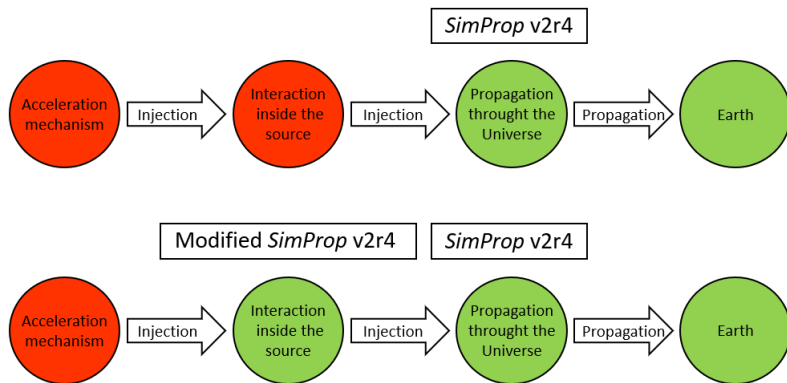 SimProp v2r4
Acceleration
mechanism
Injection
Interaction
inside the
source
Injection
Propagation
throught the
Universe
Propagation
Earth
Modified SimProp v2r4
SimProp v2r4
Acceleration
mechanism
Injection
Interaction
inside the
source
Injection
Propagation
throught the
Universe
Propagation
Earth